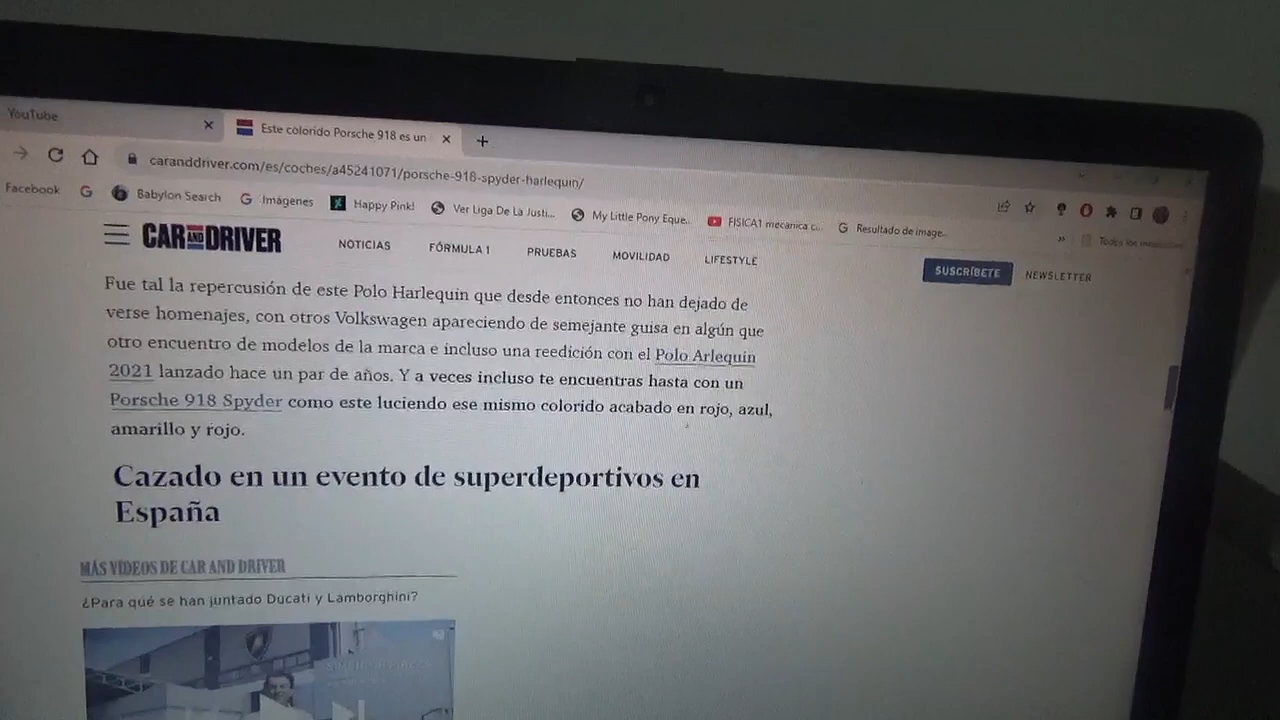 YouTube
Este colorido Porsche 918 es un
caranddriver.com/es/coches/a45241071/porsche-918-spyder-harlequin/
Facebook
Babylon Search
Imágenes
Happy Pink!
Ver Liga De La Justi...
My Little Pony Eque...
FISICA1 mecanica c...
Resultado de image...
CAR AND DRIVER
NOTICIAS
FÓRMULA 1
PRUEBAS
MOVILIDAD
LIFESTYLE
SUSCRÍBETE
NEWSLETTER
Fue tal la repercusión de este Polo Harlequin que desde entonces no han dejado de
verse homenajes, con otros Volkswagen apareciendo de semejante guisa en algún que
otro encuentro de modelos de la marca e incluso una reedición con el Polo Arlequin
2021 lanzado hace un par de años. Y a veces incluso te encuentras hasta con un
Porsche 918 Spyder como este luciendo ese mismo colorido acabado en rojo, azul,
amarillo y rojo.
Cazado en un evento de superdeportivos en
España
MÁS VÍDEOS DE CAR AND DRIVER
¿Para qué se han juntado Ducati y Lamborghini?